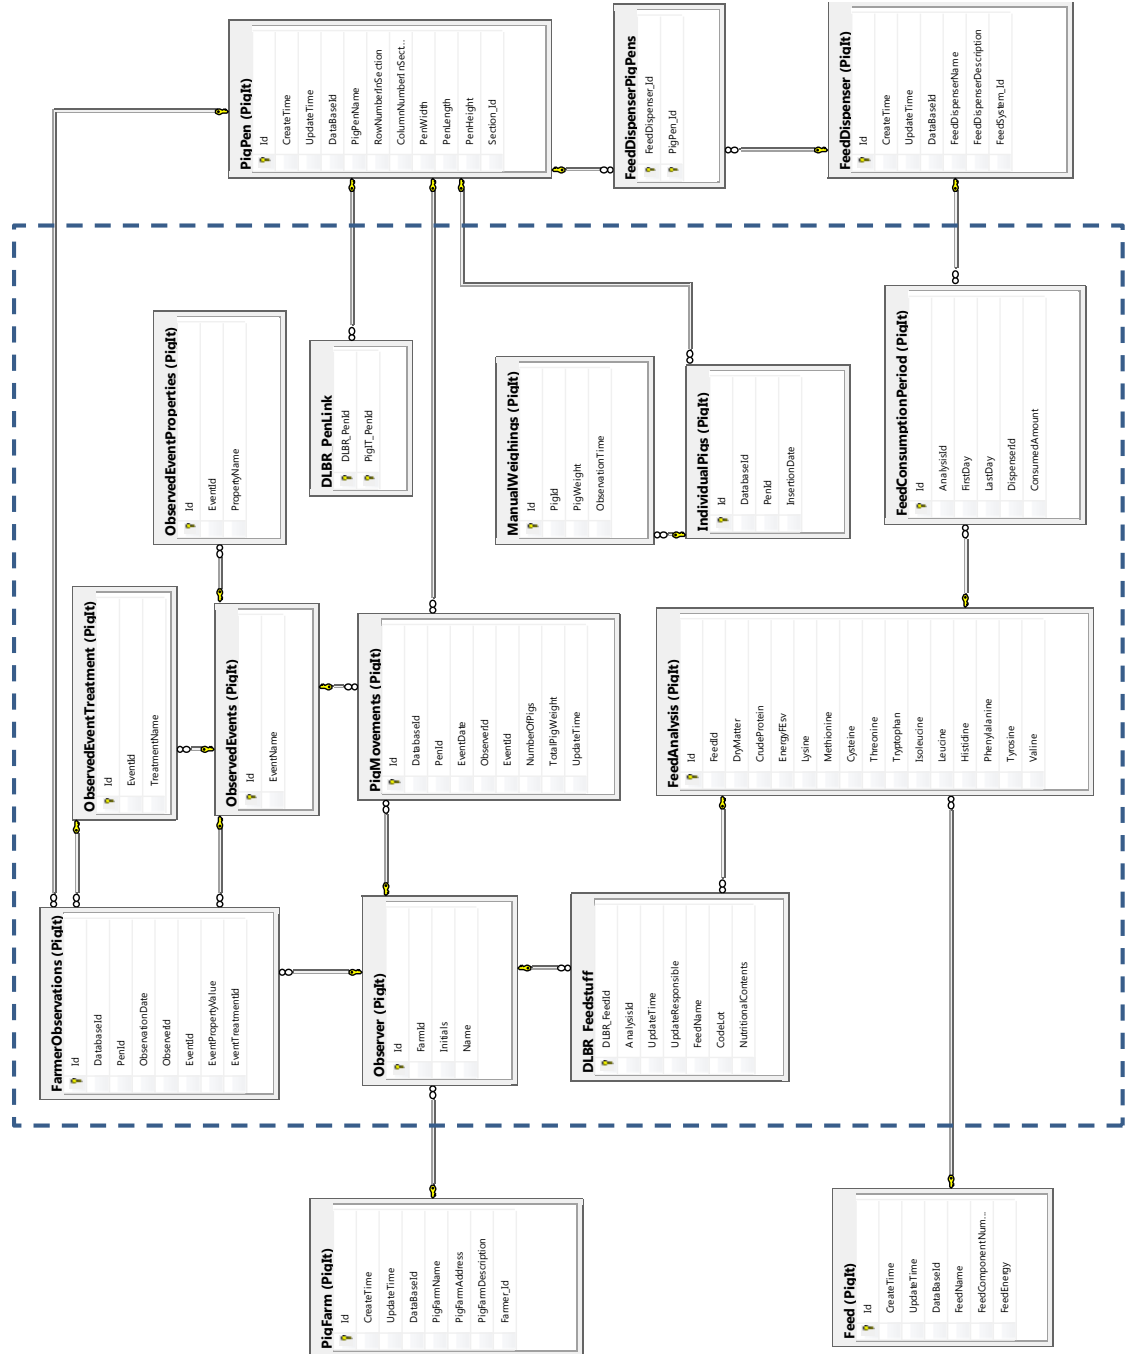 FarmerObservations (PigIt)
Id
DatabaseId
PenId
ObservationDate
ObserverId
EventId
EventPropertyValue
EventTreatmentId
ObservedEventTreatment (PigIt)
Id
EventId
TreatmentName
ObservedEventProperties (PigIt)
Id
EventId
PropertyName
ObservedEvents (PigIt)
Id
EventName
PigPen (PigIt)
Id
CreateTime
UpdateTime
DataBaseId
PigPenName
RowNumberInSection
ColumnNumberInSect...
PenWidth
PenLength
PenHeight
Section_Id
PigFarm (PigIt)
Id
CreateTime
UpdateTime
DataBaseId
PigFarmName
PigFarmAddress
PigFarmDescription
Farmer_Id
DLBR_PenLink
DLBR_PenId
PigIT_PenId
PigMovements (PigIt)
Id
DatabaseId
PenId
EventDate
ObserverId
EventId
NumberOfPigs
TotalPigWeight
UpdateTime
Observer (PigIt)
Id
FarmId
Initials
Name
ManualWeighings (PigIt)
Id
PigId
PigWeight
ObservationTime
DLBR_Feedstuff
DLBR_FeedId
AnalysisId
UpdateTime
UpdateResponsible
FeedName
CodeLot
NutritionalContents
FeedDispenserPigPens
FeedDispenser_Id
PigPen_Id
FeedAnalysis (PigIt)
Id
FeedId
DryMatter
CrudeProtein
EnergyFEsv
Lysine
Methionine
Cysteine
Threonine
Tryptophan
Isoleucine
Leucine
Histidine
Phenylalanine
Tyrosine
Valine
IndividualPigs (PigIt)
Id
DatabaseId
PenId
InsertionDate
FeedDispenser (PigIt)
Id
CreateTime
UpdateTime
DataBaseId
FeedDispenserName
FeedDispenserDescription
FeedSystem_Id
Feed (PigIt)
Id
CreateTime
UpdateTime
DataBaseId
FeedName
FeedComponentNum...
FeedEnergy
FeedConsumptionPeriod (PigIt)
Id
AnalysisId
FirstDay
LastDay
DispenserId
ConsumedAmount